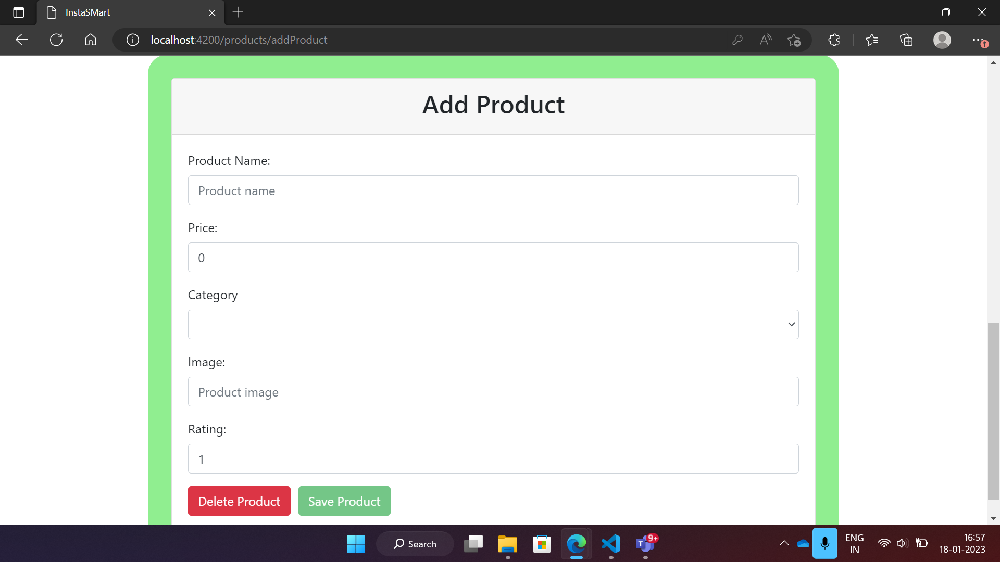 InstaSMart
localhost:4200/products/addProduct
Add Product
Product Name:
Product name
Price:
0
Category
Image:
Product image
Rating:
1
Delete Product Save Product
Search
T
9+
ENG
IN
16:57
18-01-2023